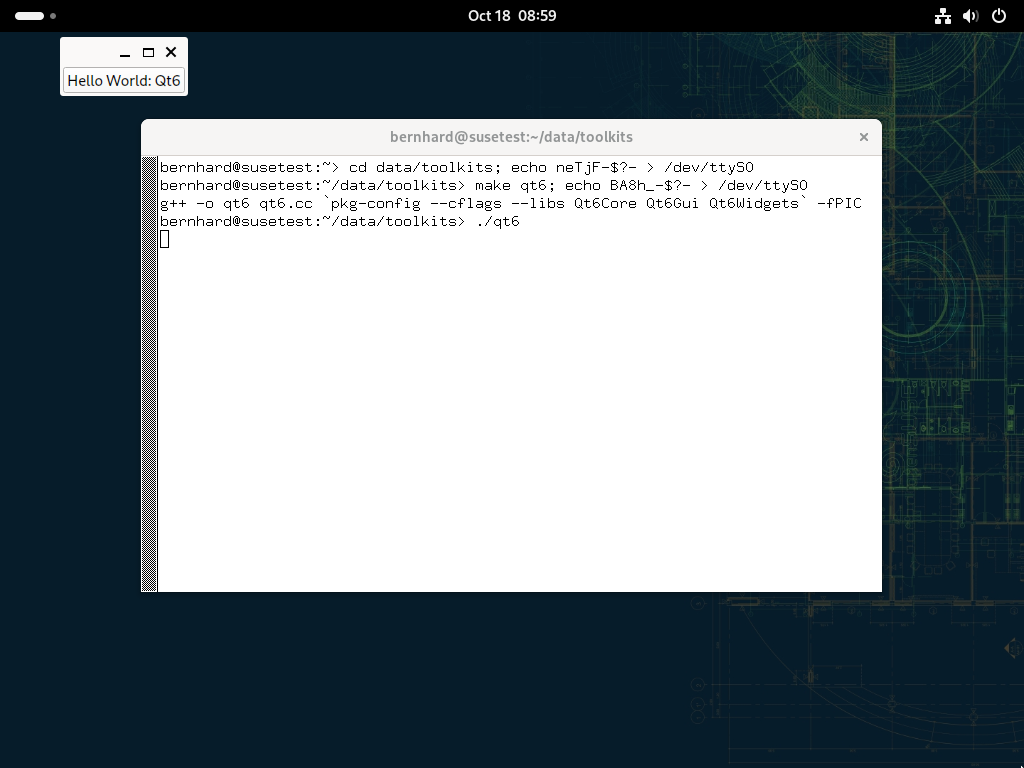 Oct 18 08:59
Hello World: Qt6
bernhard@susetest:~/data/toolkits
bernhard@susetest:~> cd data/toolkits; echo neTjF-$?- > /dev/ttyS0
bernhard@susetest:~/data/toolkits> make qt6; echo BA8h_-$?- > /dev/ttyS0
g++ -o qt6 qt6.cc `pkg-config --cflags --libs Qt6Core Qt6Gui Qt6Widgets` -fPIC
bernhard@susetest:~/data/toolkits> ./qt6